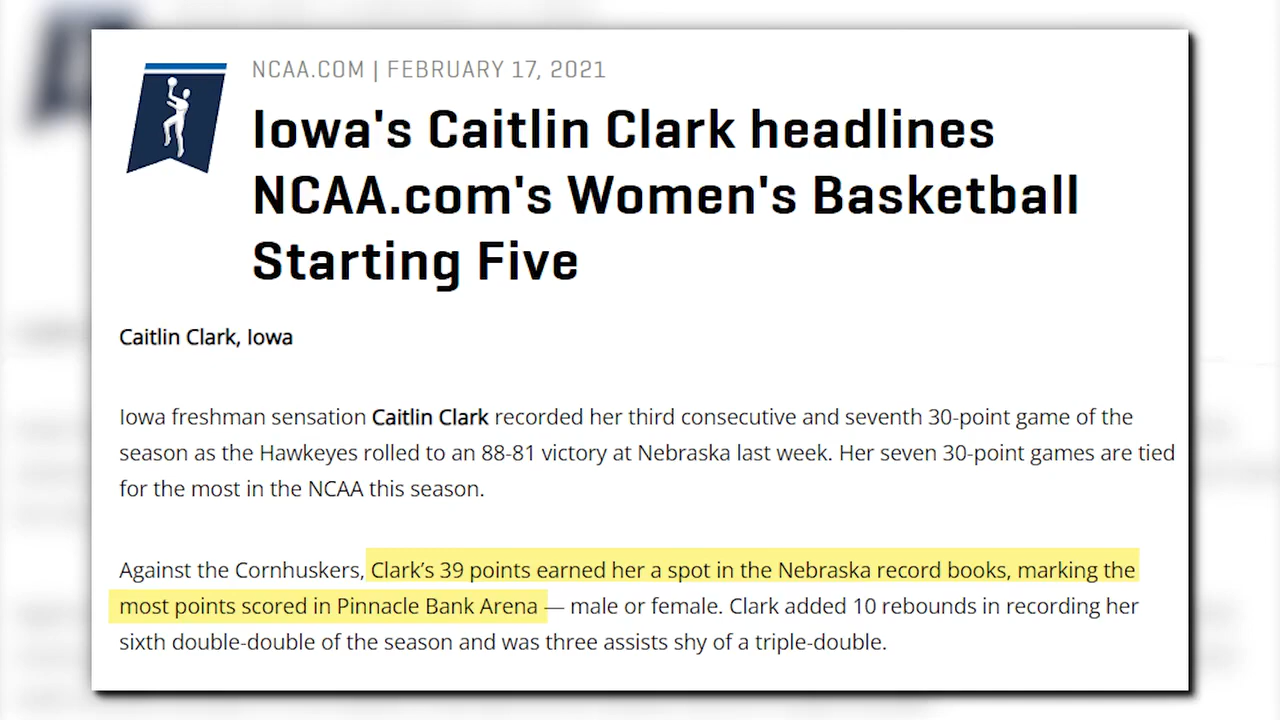 NCAA.COM | FEBRUARY 17, 2021
Iowa's Caitlin Clark headlines
NCAA.com's Women's Basketball
Starting Five
Caitlin Clark, Iowa
Iowa freshman sensation Caitlin Clark recorded her third consecutive and seventh 30-point game of the
season as the Hawkeyes rolled to an 88-81 victory at Nebraska last week. Her seven 30-point games are tied
for the most in the NCAA this season.
Against the Cornhuskers, Clark’s 39 points earned her a spot in the Nebraska record books, marking the
most points scored in Pinnacle Bank Arena — male or female. Clark added 10 rebounds in recording her
sixth double-double of the season and was three assists shy of a triple-double.